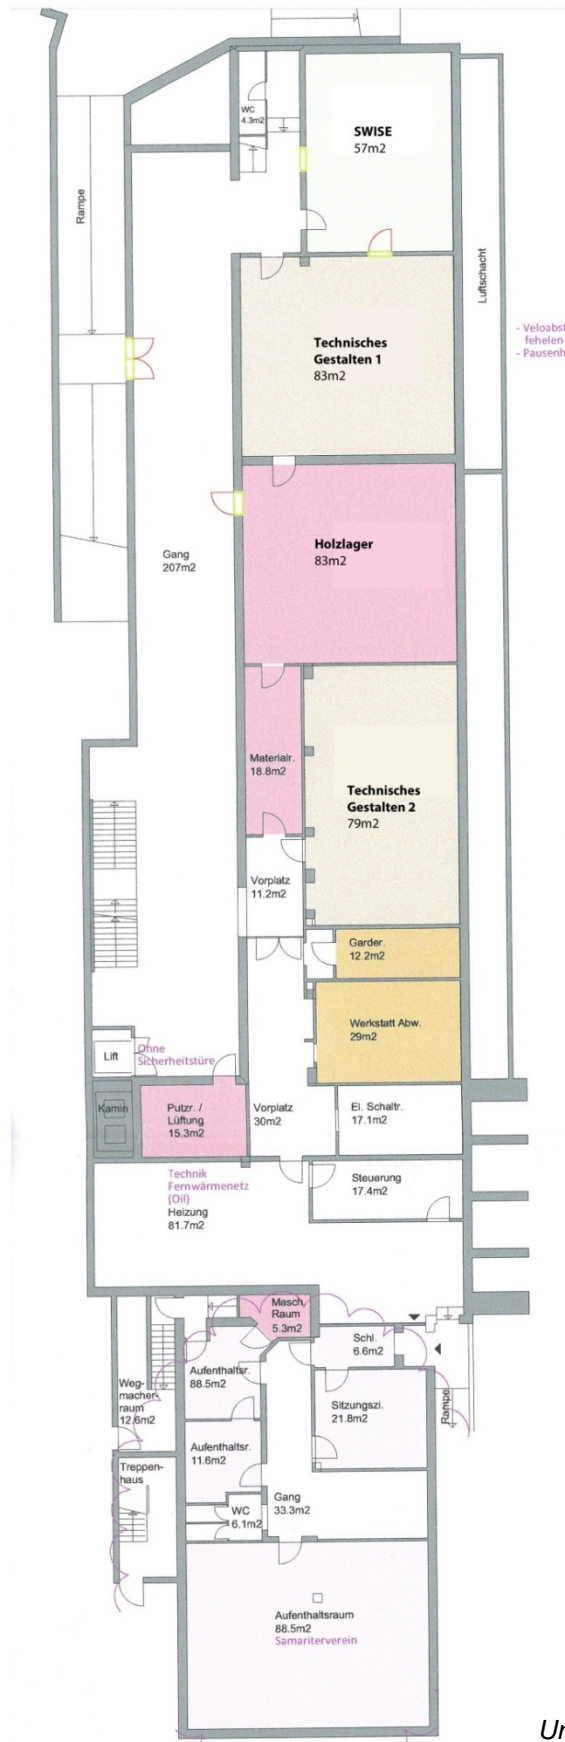 WC
4.3m2
SWISE
57m2
Rampe
Luftschacht
- Veloabst
fehelen
- Pausenh
Technisches
Gestalten 1
83m2
Holzlager
83m2
Gang
207m2
Materialr.
18.8m2
Technisches
Gestalten 2
79m2
Vorplatz
11.2m2
Garder.
12.2m2
Werkstatt Abw.
29m2
Lift
Ohne
Sicherheitstüre
Kamin
Putzr. /
Lüftung
15.3m2
Vorplatz
30m2
El. Schaltr.
17.1m2
Technik
Fernwärmenetz
(Oil)
Heizung
81.7m2
Steuerung
17.4m2
Masch.
Raum
5.3m2
Schl.
6.6m2
Aufenthaltsr.
88.5m2
Weg-
macher-
raum
12.6m2
Sitzungszi.
21.8m2
Rampe
Aufenthaltsr.
11.6m2
Treppen-
haus
WC
6.1m2
Gang
33.3m2
Aufenthaltsraum
88.5m2
Samariterverein
Un